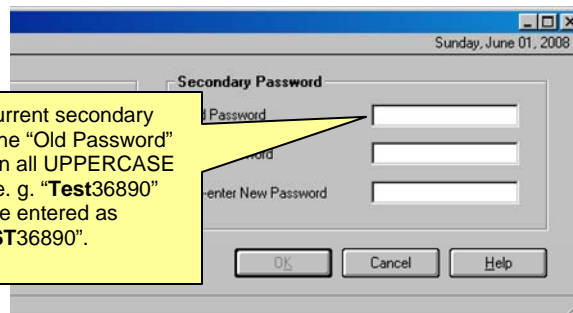 Sunday, June 01, 2008
Secondary Password
Password
urrent secondary
he “Old Password”
n all UPPERCASE
e. g. “Test36890”
e entered as
ST36890”.
-enter New Password
OK
Cancel
Help